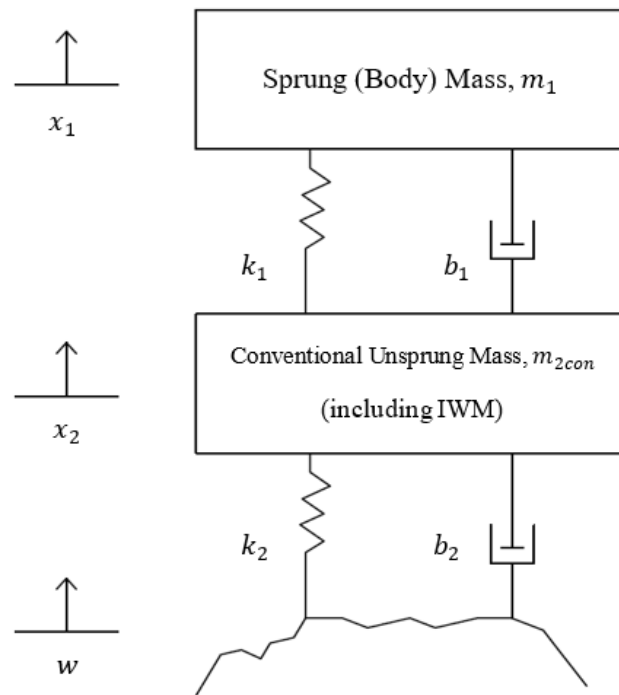 Sprung (Body) Mass, m₁
x₁
k₁
b₁
Conventional Unsprung Mass, m₂con
(including IWM)
x₂
k₂
b₂
w